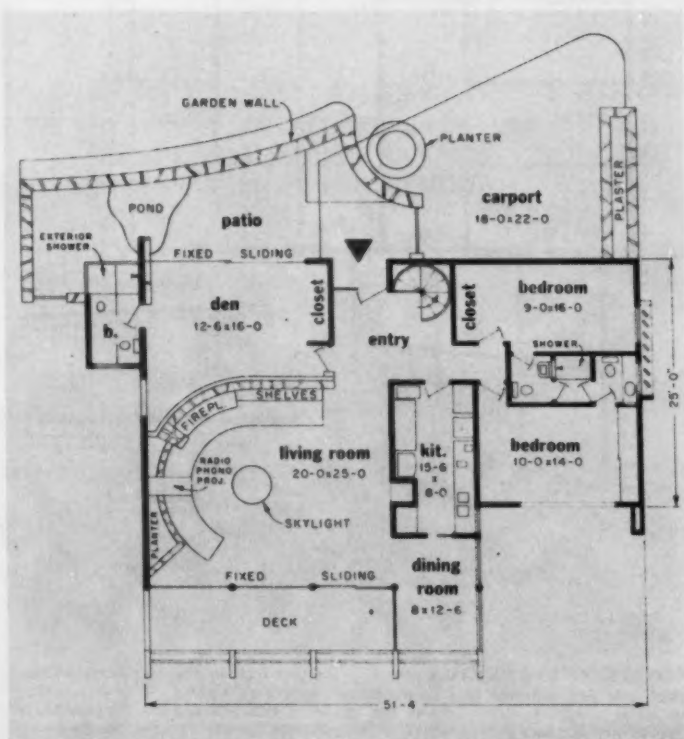 GARDEN WALL
PLANTER
carport
18-0x22-0
PLASTER
POND
patio
EXTERIOR
SHOWER
FIXED
SLIDING
b.
den
12-6x16-0
closet
entry
closet
bedroom
9-0x16-0
SHOWER
25'-0"
SHELVES
FIREPL.
living room
20-0x25-0
kit.
15-6
x
8-0
bedroom
10-0x14-0
RADIO
PHONO
PROJ.
SKYLIGHT
PLANTER
FIXED
SLIDING
dining
room
8x12-6
DECK
51-4